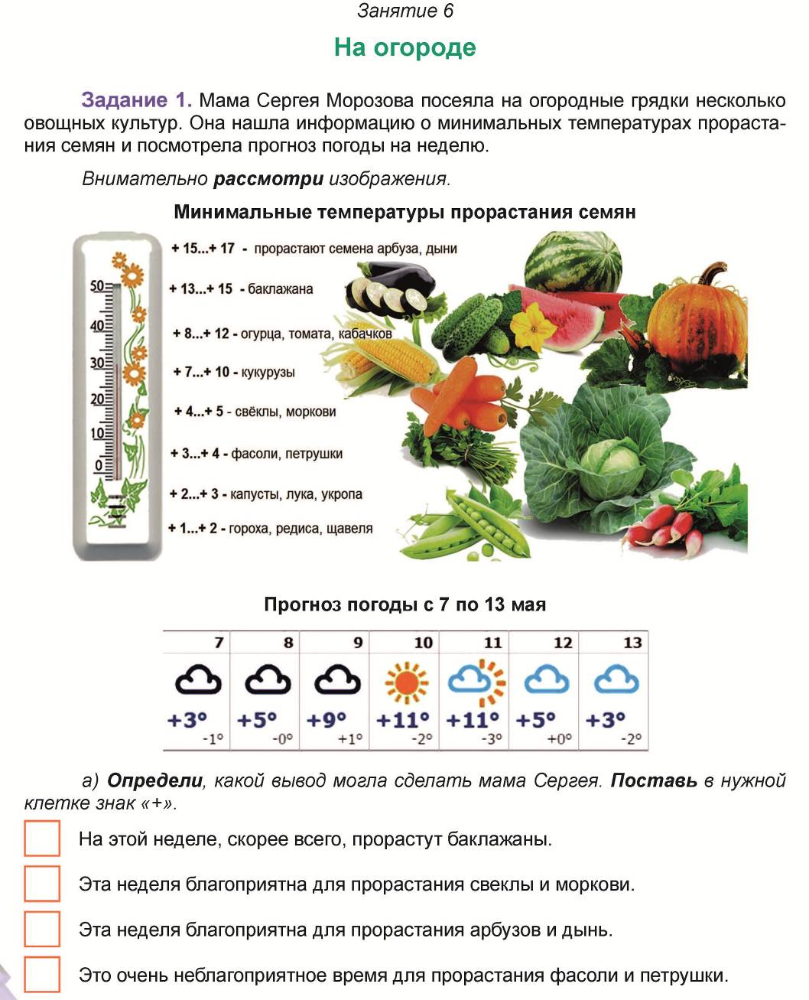 Занятие 6
На огороде
Задание 1. Мама Сергея Морозова посеяла на огородные грядки несколько
овощных культур. Она нашла информацию о минимальных температурах прораста-
ния семян и посмотрела прогноз погоды на неделю.
Внимательно рассмотри изображения.
Минимальные температуры прорастания семян
+ 15...+ 17 - прорастают семена арбуза, дыни
+ 13...+ 15 - баклажана
+ 8...+ 12 - огурца, томата, кабачков
+ 7...+ 10 - кукурузы
+ 4...+ 5 - свёклы, моркови
+ 3...+ 4 - фасоли, петрушки
+ 2...+ 3 - капусты, лука, укропа
+ 1...+ 2 - гороха, редиса, щавеля
50
40
30
20
10
0
Прогноз погоды с 7 по 13 мая
7 8 9 10 11 12 13
+3° +5° +9° +11° +11° +5° +3°
-1° -0° +1° -2° -3° +0° -2°
а) Определи, какой вывод могла сделать мама Сергея. Поставь в нужной
клетке знак «+».
На этой неделе, скорее всего, прорастут баклажаны.
Эта неделя благоприятна для прорастания свеклы и моркови.
Эта неделя благоприятна для прорастания арбузов и дынь.
Это очень неблагоприятное время для прорастания фасоли и петрушки.